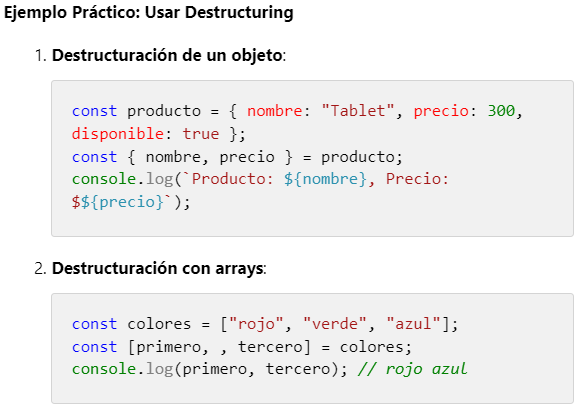 Ejemplo Práctico: Usar Destructuring
1. Destructuración de un objeto:
const producto = { nombre: "Tablet", precio: 300,
disponible: true };
const { nombre, precio } = producto;
console.log(`Producto: ${nombre}, Precio:
$${precio}`);
2. Destructuración con arrays:
const colores = ["rojo", "verde", "azul"];
const [primero, , tercero] = colores;
console.log(primero, tercero); // rojo azul